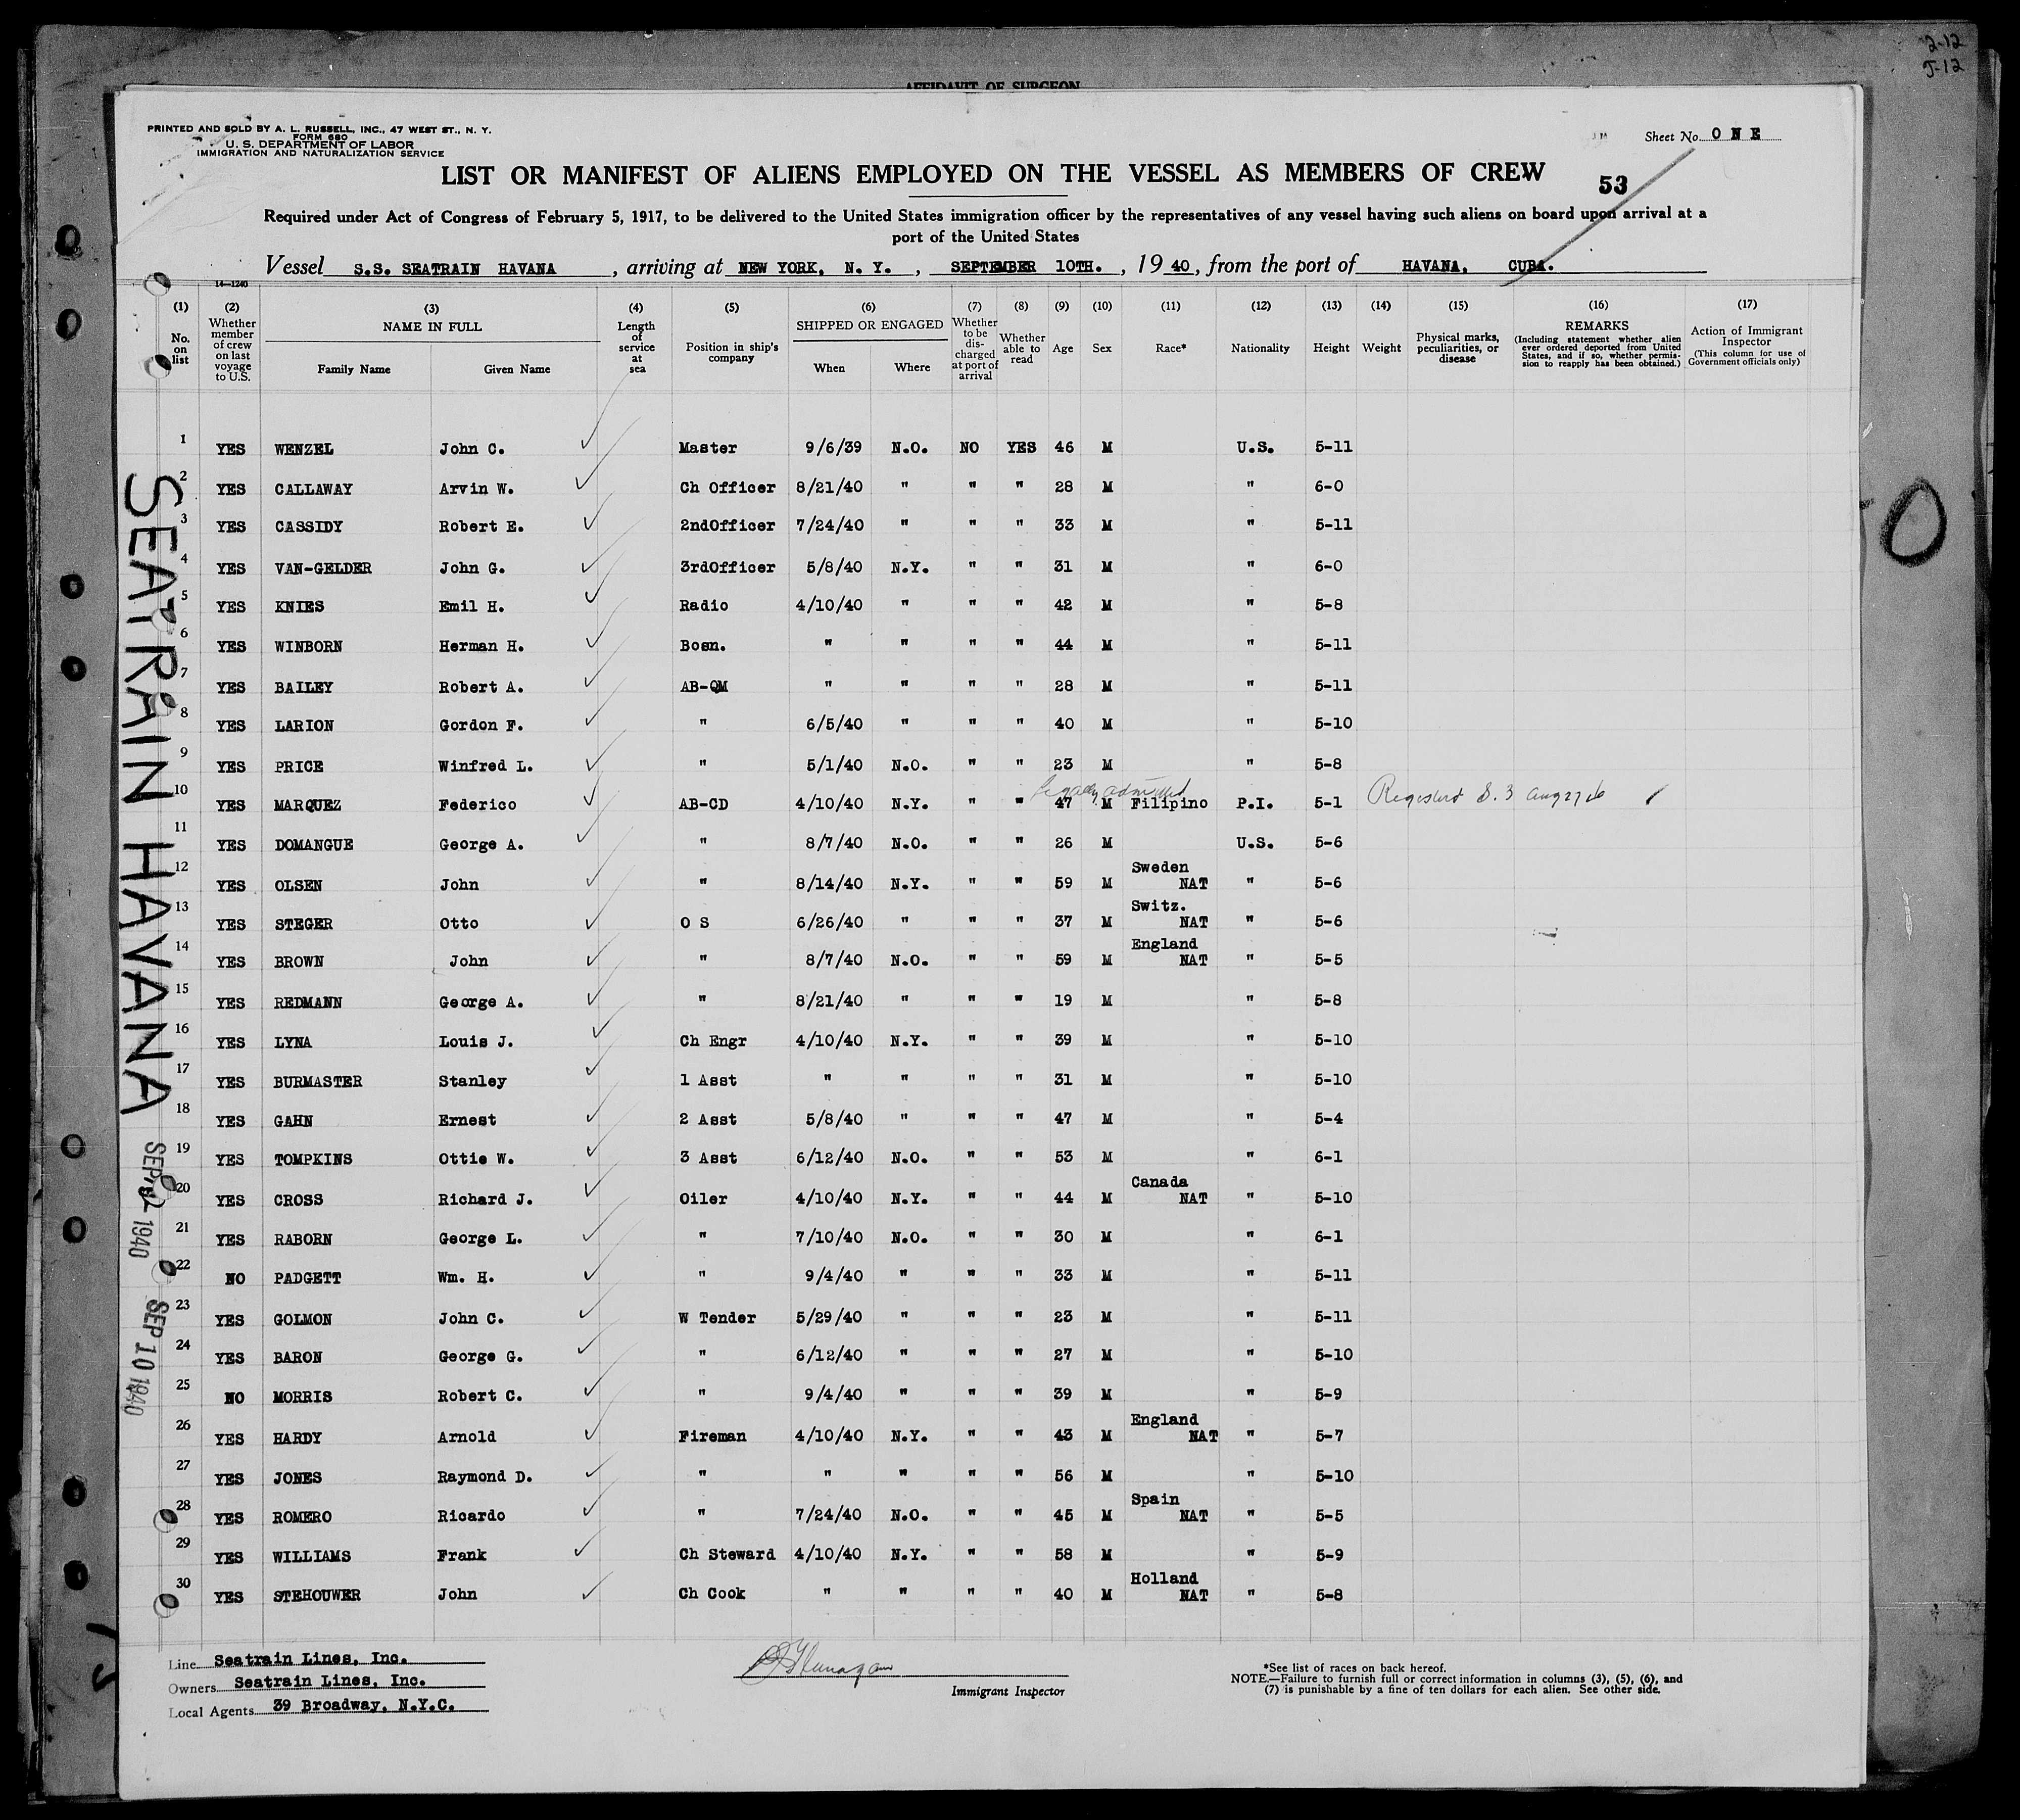 2-12
J-12
AFFIDAVIT OF SURGEON
PRINTED AND SOLD BY A. L. RUSSELL, INC., 47 WEST ST., N. Y.
FORM 680
U. S. DEPARTMENT OF LABOR
IMMIGRATION AND NATURALIZATION SERVICE
Sheet No. ONE
LIST OR MANIFEST OF ALIENS EMPLOYED ON THE VESSEL AS MEMBERS OF CREW
53
Required under Act of Congress of February 5, 1917, to be delivered to the United States immigration officer by the representatives of any vessel having such aliens on board upon arrival at a
port of the United States
Vessel S.S. SEATRAIN HAVANA, arriving at NEW YORK, N. Y., SEPTEMBER 10TH., 19 40, from the port of HAVANA, CUBA.
14—1240
(1) No. on list (2) Whether member of crew on last voyage to U.S. (3) NAME IN FULL Family Name Given Name (4) Length of service at sea (5) Position in ship's company (6) SHIPPED OR ENGAGED When Where (7) Whether to be discharged at port of arrival (8) Whether able to read (9) Age (10) Sex (11) Race* (12) Nationality (13) Height (14) Weight (15) Physical marks, peculiarities, or disease (16) REMARKS (Including statement whether alien ever ordered deported from United States, and if so, whether permission to reapply has been obtained.) (17) Action of Immigrant Inspector (This column for use of Government officials only)
1 YES WENZEL John C. Master 9/6/39 N.O. NO YES 46 M U.S. 5-11
2 YES CALLAWAY Arvin W. Ch Officer 8/21/40 " " " 28 M " 6-0
3 YES CASSIDY Robert E. 2ndOfficer 7/24/40 " " " 33 M " 5-11
4 YES VAN-GELDER John G. 3rdOfficer 5/8/40 N.Y. " " 31 M " 6-0
5 YES KNIES Emil H. Radio 4/10/40 " " " 42 M " 5-8
6 YES WINBORN Herman H. Bosn. " " " " 44 M " 5-11
7 YES BAILEY Robert A. AB-QM " " " " 28 M " 5-11
8 YES LARION Gordon F. " 6/5/40 " " " 40 M " 5-10
9 YES PRICE Winfred L. " 5/1/40 N.O. " " 23 M " 5-8
legally admitted
10 YES MARQUEZ Federico AB-CD 4/10/40 N.Y. " " 47 M Filipino P.I. 5-1 Registerd S. 3 Aug 27
11 YES DOMANGUE George A. " 8/7/40 N.O. " " 26 M U.S. 5-6
12 YES OLSEN John " 8/14/40 N.Y. " " 59 M Sweden NAT " 5-6
13 YES STEGER Otto O S 6/26/40 " " " 37 M Switz. NAT " 5-6
14 YES BROWN John " 8/7/40 N.O. " " 59 M England NAT " 5-5
15 YES REDMANN George A. " 8/21/40 " " " 19 M " 5-8
16 YES LYNA Louis J. Ch Engr 4/10/40 N.Y. " " 39 M " 5-10
17 YES BURMASTER Stanley 1 Asst " " " " 31 M " 5-10
18 YES GAHN Ernest 2 Asst 5/8/40 " " " 47 M " 5-4
19 YES TOMPKINS Ottie W. 3 Asst 6/12/40 N.O. " " 53 M " 6-1
20 YES CROSS Richard J. Oiler 4/10/40 N.Y. " " 44 M Canada NAT " 5-10
21 YES RABORN George L. " 7/10/40 N.O. " " 30 M " 6-1
22 NO PADGETT Wm. H. " 9/4/40 " " " 33 M " 5-11
23 YES GOLMON John C. W Tender 5/29/40 " " " 23 M " 5-11
24 YES BARON George G. " 6/12/40 " " " 27 M " 5-10
25 NO MORRIS Robert C. " 9/4/40 " " " 39 M " 5-9
26 YES HARDY Arnold Fireman 4/10/40 N.Y. " " 43 M England NAT " 5-7
27 YES JONES Raymond D. " " " " " 56 M " 5-10
28 YES ROMERO Ricardo " 7/24/40 N.O. " " 45 M Spain NAT " 5-5
29 YES WILLIAMS Frank Ch Steward 4/10/40 N.Y. " " 58 M " 5-9
30 YES STEHOUWER John Ch Cook " " " " 40 M Holland NAT " 5-8
SEATRAIN HAVANA
SEP 1940
SEP 10 1940
Line Seatrain Lines, Inc.
Owners Seatrain Lines, Inc.
Local Agents 39 Broadway, N.Y.C.
Immigrant Inspector
*See list of races on back hereof.
NOTE.—Failure to furnish full or correct information in columns (3), (5), (6), and
(7) is punishable by a fine of ten dollars for each alien. See other side.